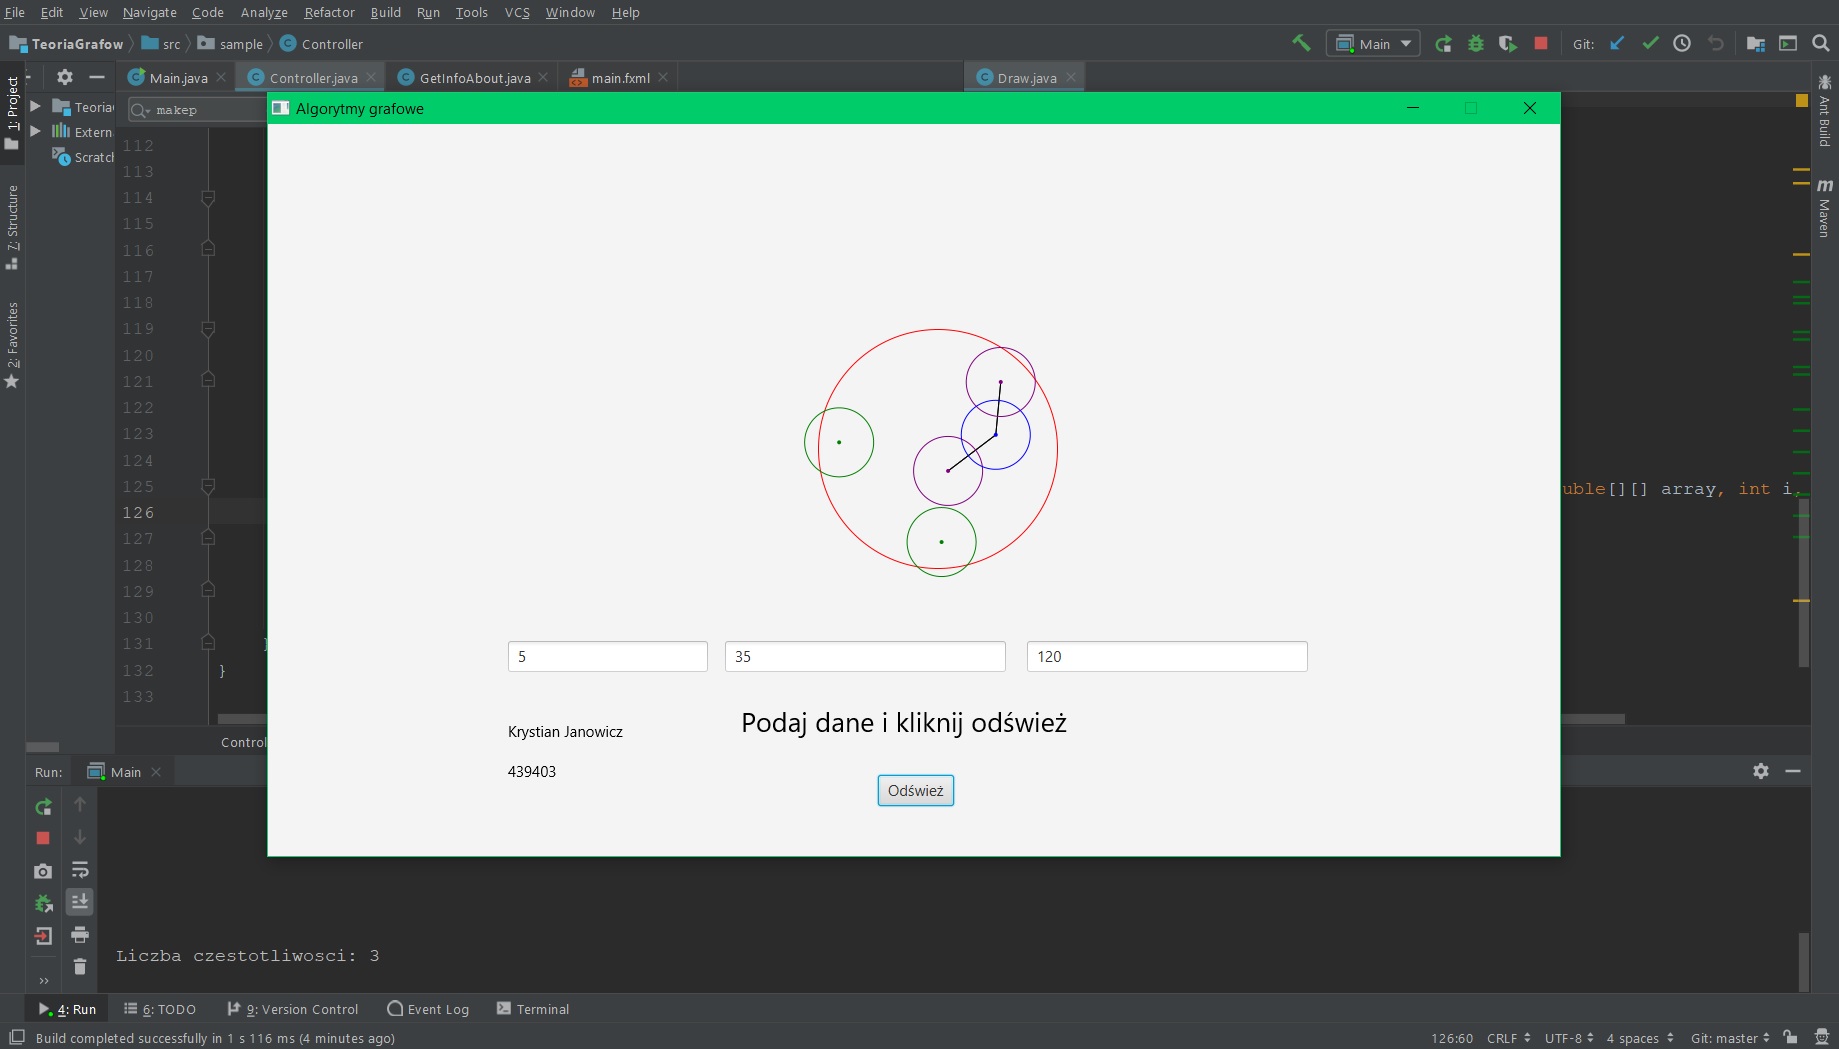 File Edit View Navigate Code Analyze Refactor Build Run Tools VCS Window Help
TeoriaGrafow src sample Controller
Main
Git:
1: Project
7: Structure
2: Favorites
Teoria
Extern
Scratch
Main.java Controller.java GetInfoAbout.java main.fxml Draw.java
makep
Ant Build
Maven
112
113
114
115
116
117
118
119
120
121
122
123
124
125
126
127
128
129
130
131
132 }
133
uble[][] array, int i,
Algorytmy grafowe
5 35 120
Podaj dane i kliknij odśwież
Krystian Janowicz
439403
Odśwież
Control
Run: Main
Liczba czestotliwosci: 3
4: Run 6: TODO 9: Version Control Event Log Terminal
Build completed successfully in 1 s 116 ms (4 minutes ago)
126:60 CRLF UTF-8 4 spaces Git: master